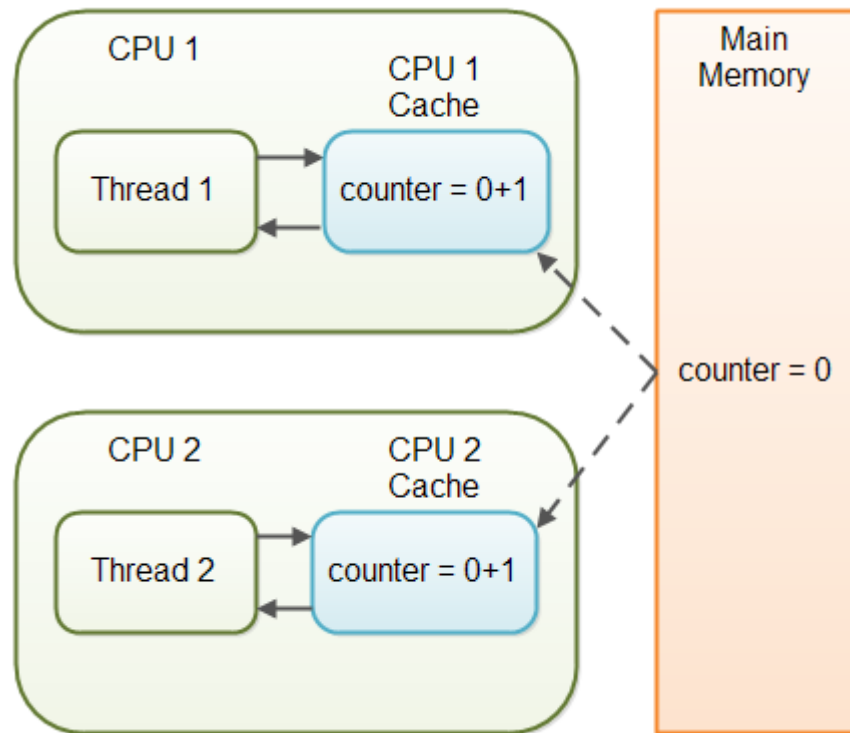 CPU 1
CPU 1
Cache
Thread 1
counter = 0+1
Main
Memory
counter = 0
CPU 2
CPU 2
Cache
Thread 2
counter = 0+1